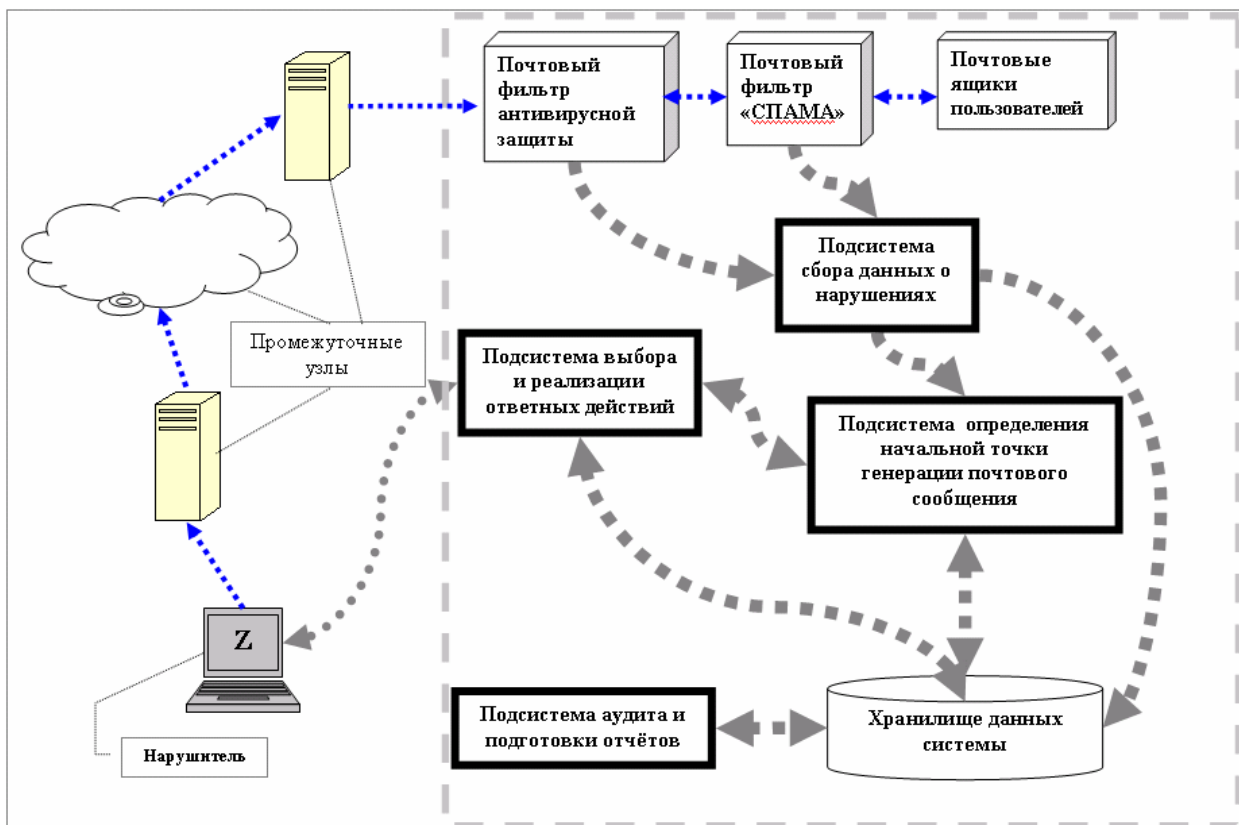 Почтовый
фильтр
антивирусной
защиты
Почтовый
фильтр
«СПАМА»
Почтовые
ящики
пользователей
Подсистема
сбора данных о
нарушениях
Промежуточные
узлы
Подсистема выбора
и реализации
ответных действий
Подсистема определения
начальной точки
генерации почтового
сообщения
Z
Нарушитель
Подсистема аудита и
подготовки отчётов
Хранилище данных
системы